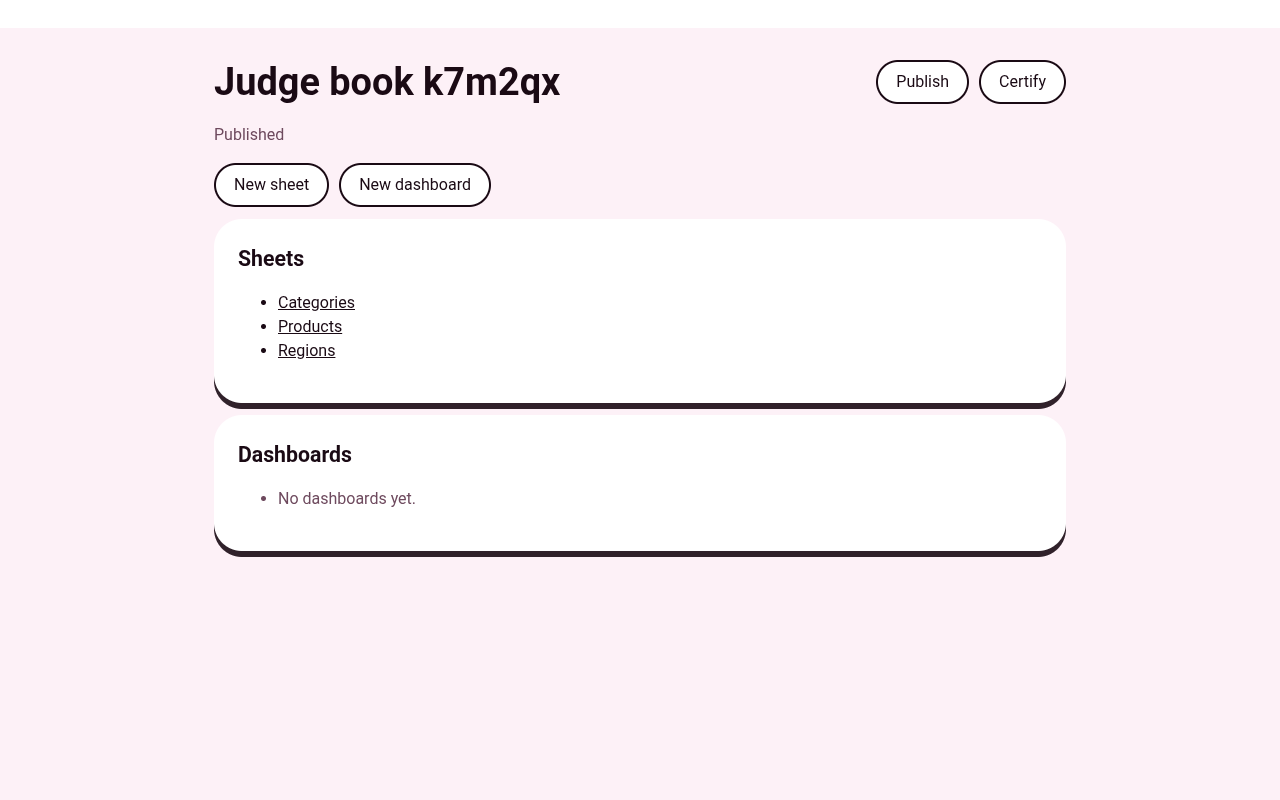 Judge book k7m2qx
Publish
Certify
Published
New sheet
New dashboard
Sheets
Categories
Products
Regions
Dashboards
No dashboards yet.